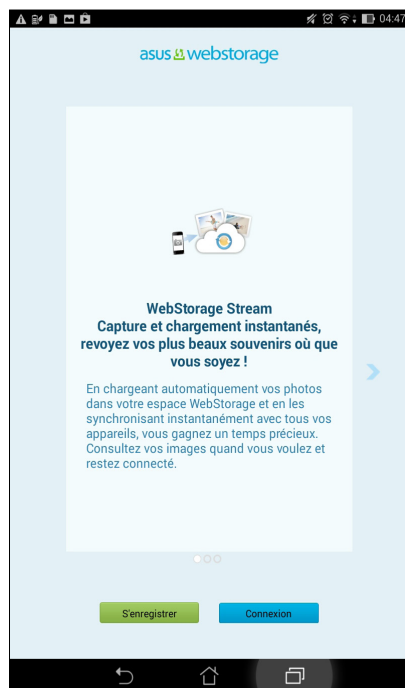 04:47
asus webstorage
WebStorage Stream
Capture et chargement instantanés,
revoyez vos plus beaux souvenirs où que
vous soyez !
En chargeant automatiquement vos photos
dans votre espace WebStorage et en les
synchronisant instantanément avec tous vos
appareils, vous gagnez un temps précieux.
Consultez vos images quand vous voulez et
restez connecté.
S'enregistrer
Connexion